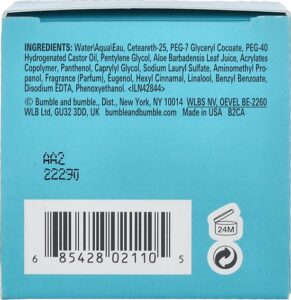 INGREDIENTS: Water\Aqua\Eau, Ceteareth-25, PEG-7 Glyceryl Cocoate, PEG-40
Hydrogenated Castor Oil, Pentylene Glycol, Aloe Barbadensis Leaf Juice, Acrylates
Copolymer, Panthenol, Caprylyl Glycol, Sodium Lauryl Sulfate, Aminomethyl Pro-
panol, Fragrance (Parfum), Eugenol, Hexyl Cinnamal, Linalool, Benzyl Benzoate,
Disodium EDTA, Phenoxyethanol. <ILN42844>
© Bumble and bumble., Dist., New York, NY 10014 WLBS NV, OEVEL BE-2260
WLB Ltd, GU32 3DD, UK bumbleandbumble.com Made in USA B2CA
AA2
22290
24M
6 85428 02110 5